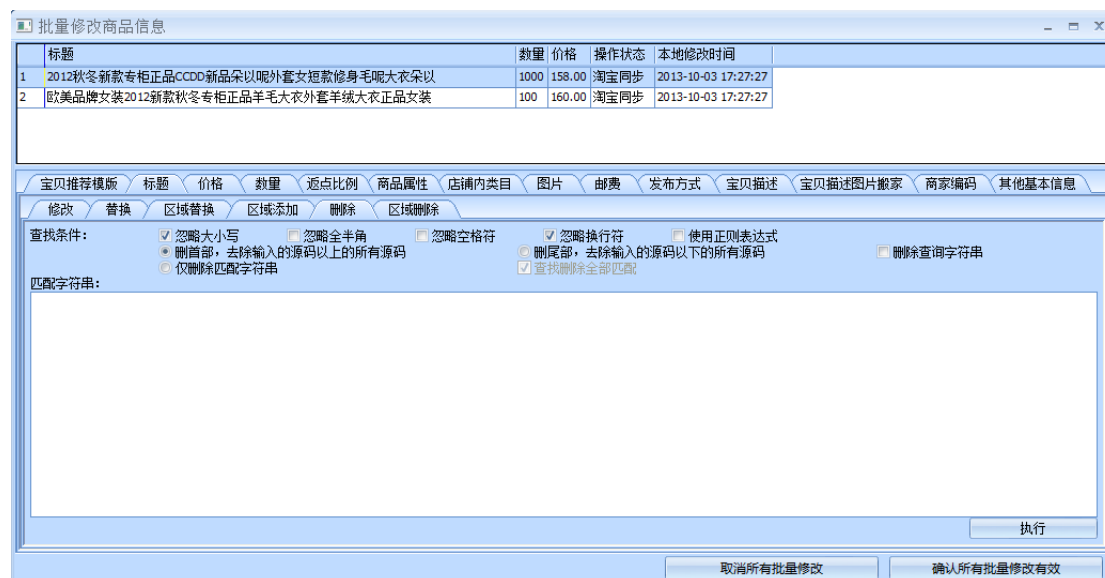 批量修改商品信息
标题 数量 价格 操作状态 本地修改时间
1 2012秋冬新款专柜正品CCDD新品朵以呢外套女短款修身毛呢大衣朵以 1000 158.00 淘宝同步 2013-10-03 17:27:27
2 欧美品牌女装2012新款秋冬专柜正品羊毛大衣外套羊绒大衣正品女装 100 160.00 淘宝同步 2013-10-03 17:27:27
宝贝推荐模版 标题 价格 数量 返点比例 商品属性 店铺内类目 图片 邮费 发布方式 宝贝描述 宝贝描述图片搬家 商家编码 其他基本信息
修改 替换 区域替换 区域添加 删除 区域删除
查找条件: 忽略大小写 忽略全半角 忽略空格符 忽略换行符 使用正则表达式
删首部，去除输入的源码以上的所有源码 删尾部，去除输入的源码以下的所有源码 删除查询字符串
仅删除匹配字符串 查找删除全部匹配
匹配字符串:
执行
取消所有批量修改 确认所有批量修改有效